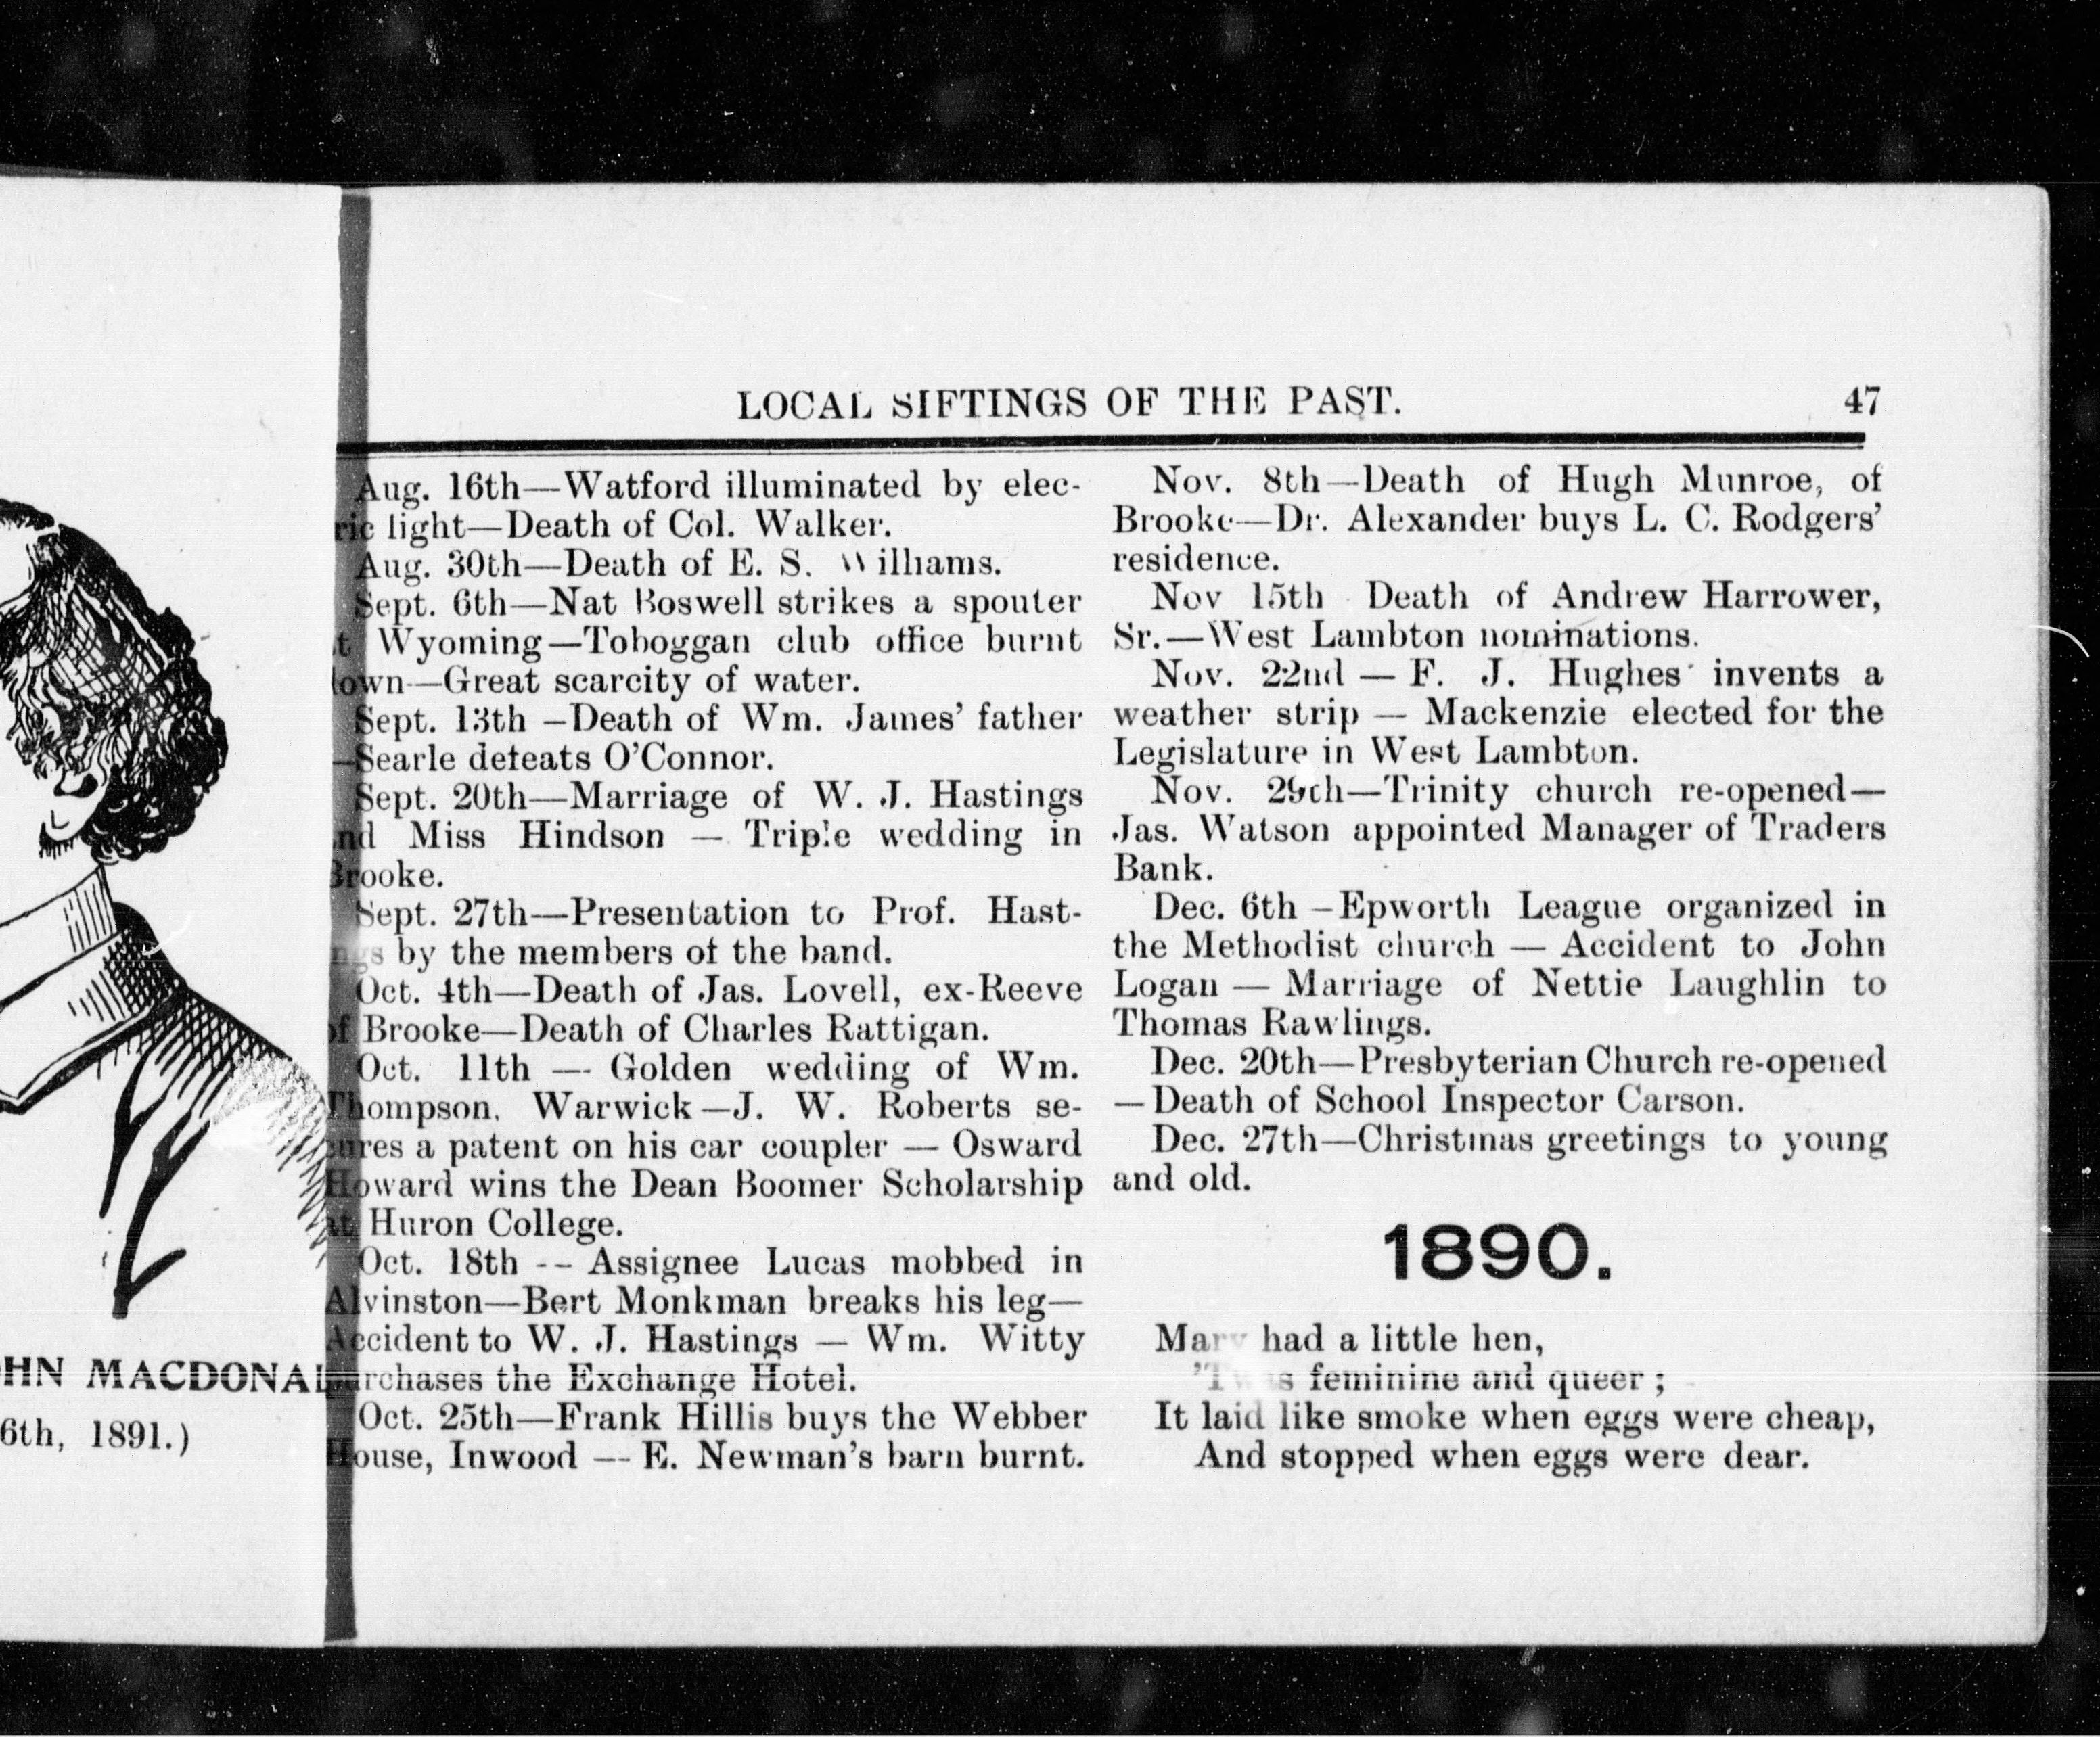 LOCAL SIFTINGS OF THE PAST. 47
Aug. 16th—Watford illuminated by elec-
ric light—Death of Col. Walker.
Aug. 30th—Death of E. S. Williams.
Sept. 6th—Nat Boswell strikes a spouter
t Wyoming—Toboggan club office burnt
own—Great scarcity of water.
Sept. 13th –Death of Wm. James’ father
—Searle defeats O’Connor.
Sept. 20th—Marriage of W. J. Hastings
nd Miss Hindson — Triple wedding in
Brooke.
Sept. 27th—Presentation to Prof. Hast-
ngs by the members of the band.
Oct. 4th—Death of Jas. Lovell, ex-Reeve
of Brooke—Death of Charles Rattigan.
Oct. 11th — Golden wedding of Wm.
Thompson, Warwick—J. W. Roberts se-
cures a patent on his car coupler — Osward
Howard wins the Dean Boomer Scholarship
at Huron College.
Oct. 18th -- Assignee Lucas mobbed in
Alvinston—Bert Monkman breaks his leg—
Accident to W. J. Hastings — Wm. Witty
urchases the Exchange Hotel.
Oct. 25th—Frank Hillis buys the Webber
House, Inwood — E. Newman’s barn burnt.
Nov. 8th—Death of Hugh Munroe, of
Brooke—Dr. Alexander buys L. C. Rodgers’
residence.
Nov 15th Death of Andrew Harrower,
Sr.—West Lambton nominations.
Nov. 22nd — F. J. Hughes invents a
weather strip — Mackenzie elected for the
Legislature in West Lambton.
Nov. 29th—Trinity church re-opened—
Jas. Watson appointed Manager of Traders
Bank.
Dec. 6th –Epworth League organized in
the Methodist church — Accident to John
Logan — Marriage of Nettie Laughlin to
Thomas Rawlings.
Dec. 20th—Presbyterian Church re-opened
—Death of School Inspector Carson.
Dec. 27th—Christmas greetings to young
and old.
1890.
Mary had a little hen,
’Twas feminine and queer ;
It laid like smoke when eggs were cheap,
And stopped when eggs were dear.
HN MACDONAL
6th, 1891.)